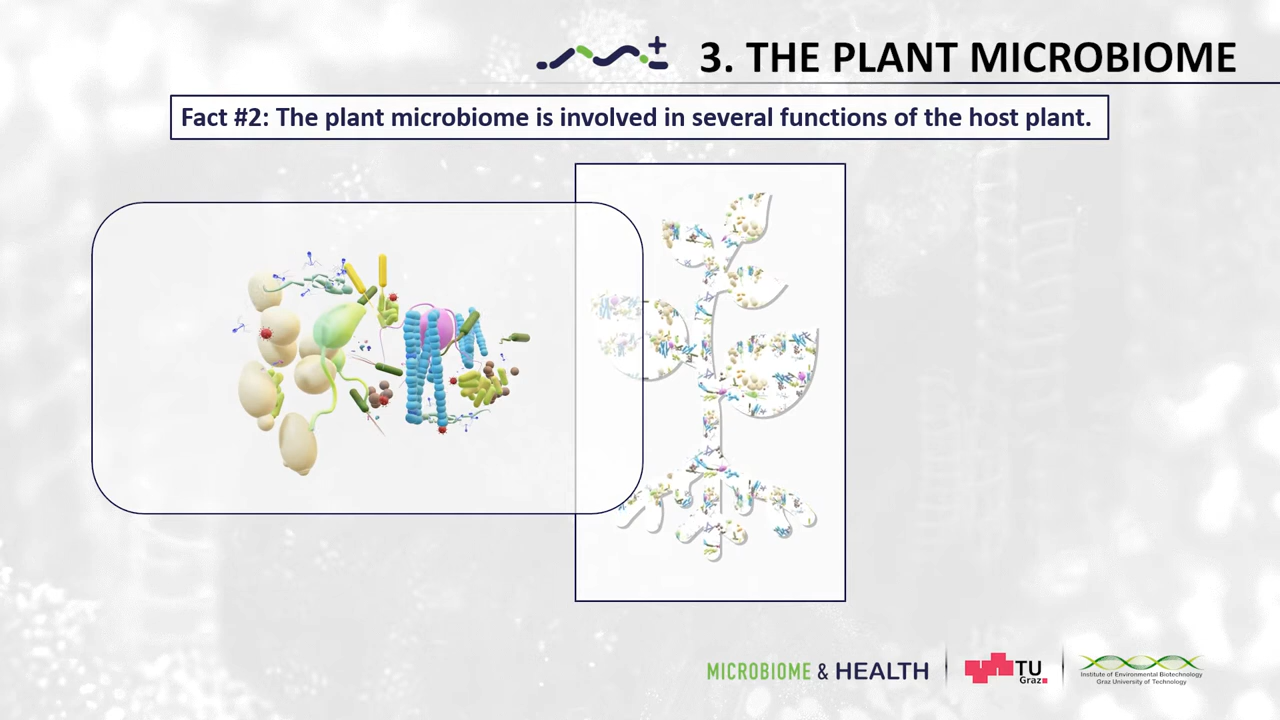 3. THE PLANT MICROBIOME
Fact #2: The plant microbiome is involved in several functions of the host plant.
MICROBIOME & HEALTH
TU
Graz
Institute of Environmental Biotechnology
Graz University of Technology